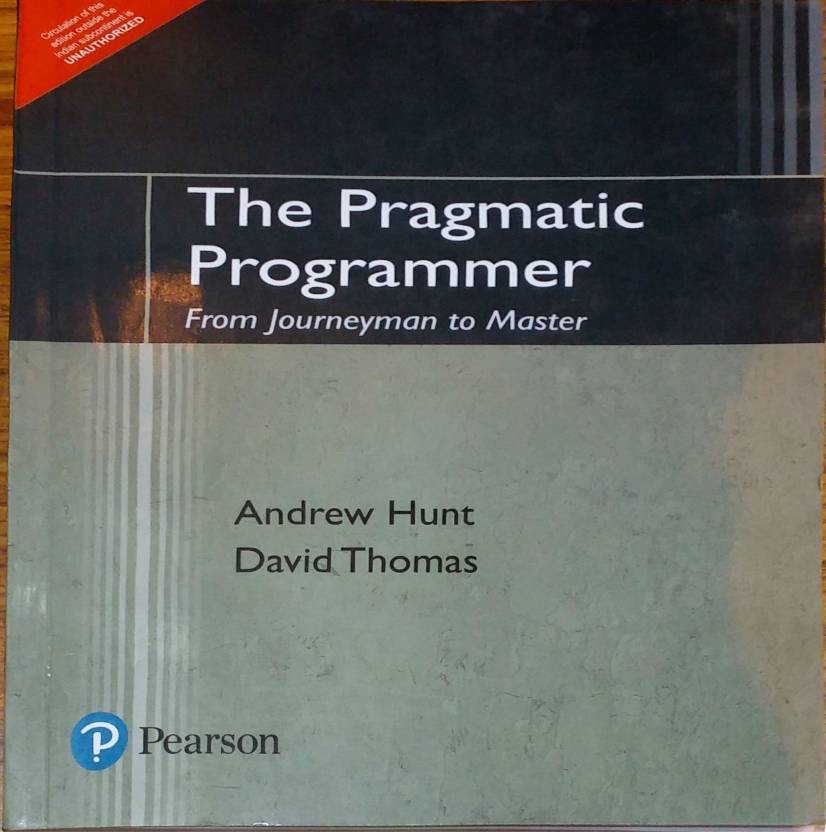 Circulation of this
edition outside the
Indian subcontinent is
UNAUTHORIZED
The Pragmatic
Programmer
From Journeyman to Master
Andrew Hunt
David Thomas
P Pearson